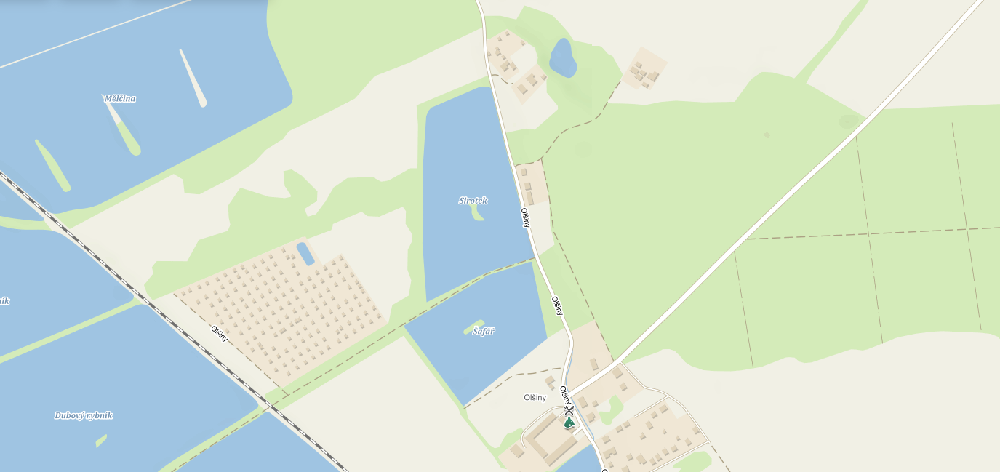 Mělčina
Sirotek
Olšiny
Olšiny
Šafář
Olšiny
Olšiny
Olšiny
Dubový rybník